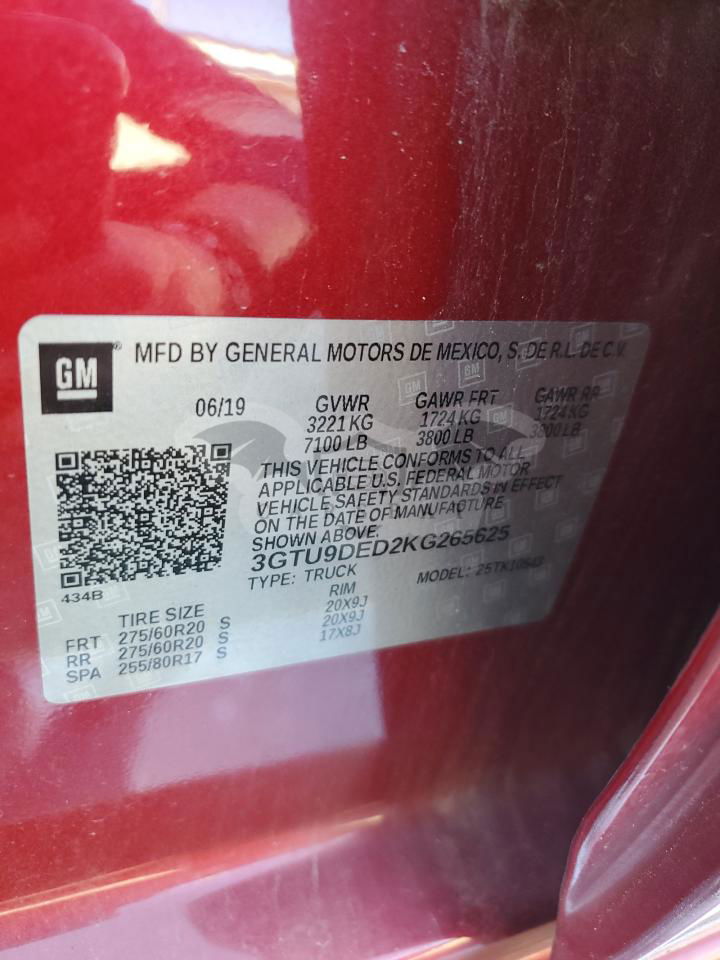 GM ® MFD BY GENERAL MOTORS DE MEXICO, S. DE R.L. DE C.V.
06/19 GVWR GAWR FRT GAWR RR
3221 KG 1724 KG 1724 KG
7100 LB 3800 LB 3800 LB
THIS VEHICLE CONFORMS TO ALL
APPLICABLE U.S. FEDERAL MOTOR
VEHICLE SAFETY STANDARDS IN EFFECT
ON THE DATE OF MANUFACTURE
SHOWN ABOVE.
3GTU9DED2KG265625
434B TYPE: TRUCK MODEL:
TIRE SIZE RIM
FRT 275/60R20 S 20X9J
RR 275/60R20 S 20X9J
SPA 255/80R17 S 17X8J